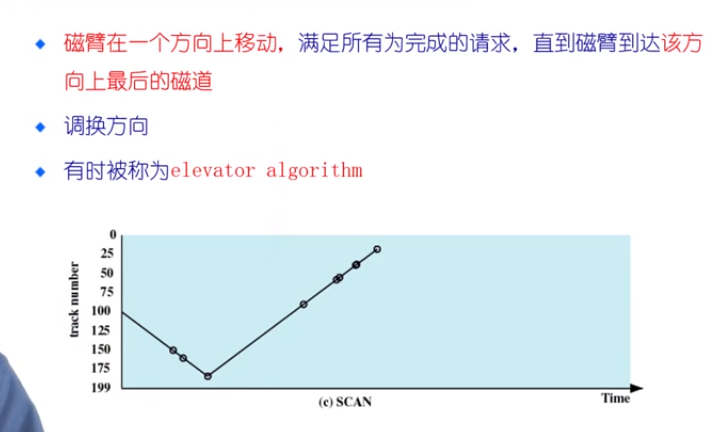 磁臂在一个方向上移动，满足所有为完成的请求，直到磁臂到达该方
向上最后的磁道
调换方向
有时被称为elevator algorithm
0
25
50
75
100
125
150
175
199
track number
(c) SCAN
Time